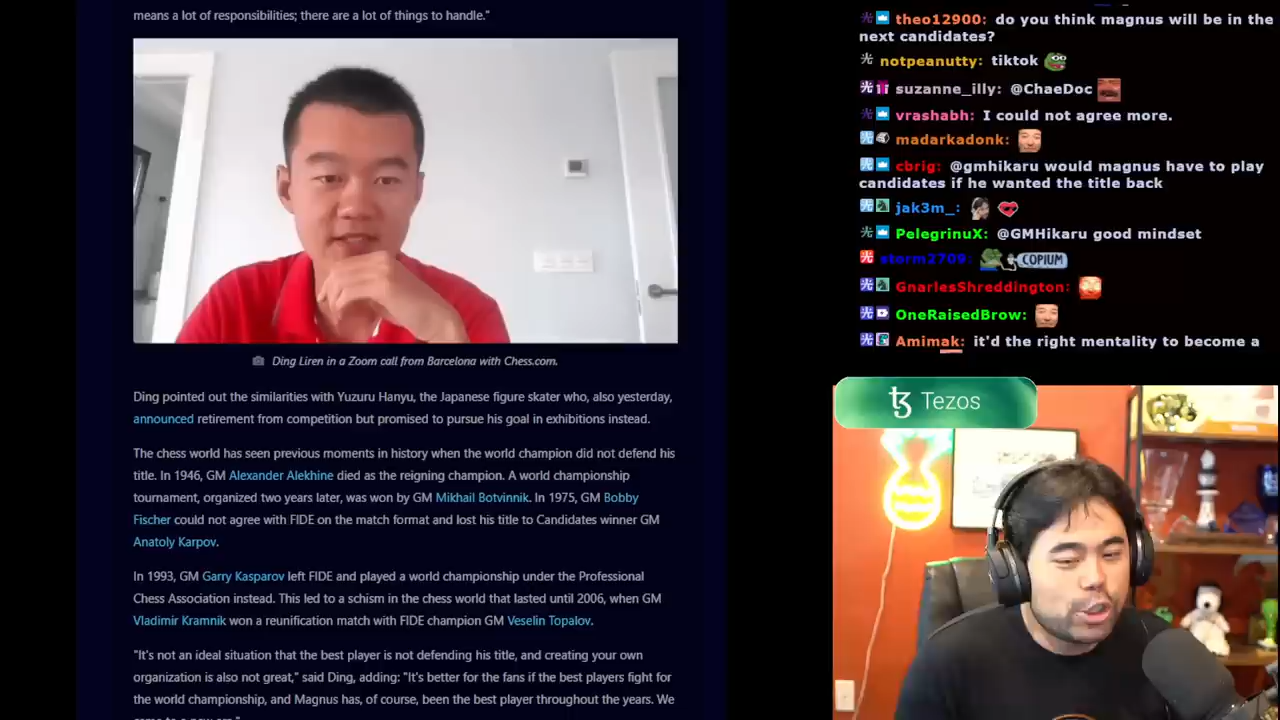 means a lot of responsibilities; there are a lot of things to handle."
Ding Liren in a Zoom call from Barcelona with Chess.com.
Ding pointed out the similarities with Yuzuru Hanyu, the Japanese figure skater who, also yesterday,
announced retirement from competition but promised to pursue his goal in exhibitions instead.
The chess world has seen previous moments in history when the world champion did not defend his
title. In 1946, GM Alexander Alekhine died as the reigning champion. A world championship
tournament, organized two years later, was won by GM Mikhail Botvinnik. In 1975, GM Bobby
Fischer could not agree with FIDE on the match format and lost his title to Candidates winner GM
Anatoly Karpov.
In 1993, GM Garry Kasparov left FIDE and played a world championship under the Professional
Chess Association instead. This led to a schism in the chess world that lasted until 2006, when GM
Vladimir Kramnik won a reunification match with FIDE champion GM Veselin Topalov.
"It's not an ideal situation that the best player is not defending his title, and creating your own
organization is also not great," said Ding, adding: "It's better for the fans if the best players fight for
the world championship, and Magnus has, of course, been the best player throughout the years. We
theo12900: do you think magnus will be in the
next candidates?
notpeanutty: tiktok
suzanne_illy: @ChaeDoc
vrashabh: I could not agree more.
madarkadonk:
cbrig: @gmhikaru would magnus have to play
candidates if he wanted the title back
jak3m_:
PelegrinuX: @GMHikaru good mindset
storm2709: COPIUM
GnarlesShreddington:
OneRaisedBrow:
Amimak: it'd the right mentality to become a
Tezos